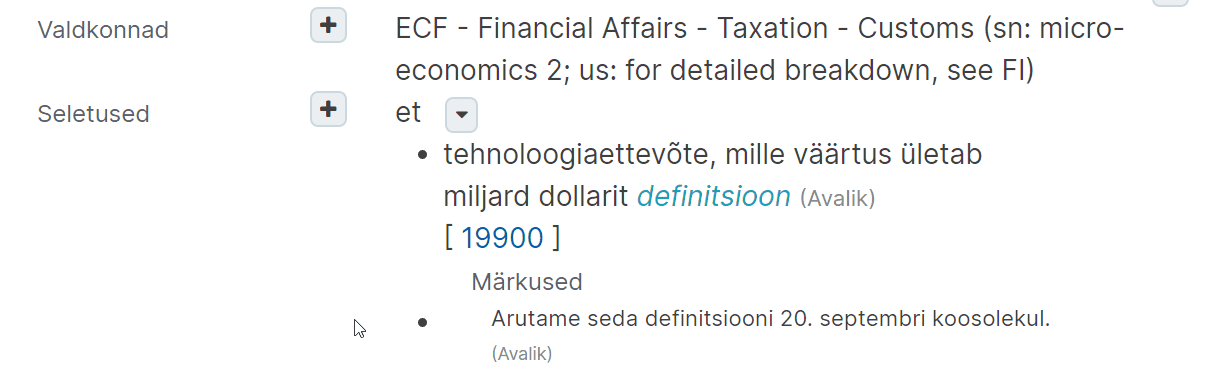 Valdkonnad
ECF - Financial Affairs - Taxation - Customs (sn: micro-
economics 2; us: for detailed breakdown, see FI)
Seletused
et
tehnoloogiaettevõte, mille väärtus ületab
miljard dollarit definitsioon (Avalik)
[ 19900 ]
Märkused
Arutame seda definitsiooni 20. septembri koosolekul.
(Avalik)